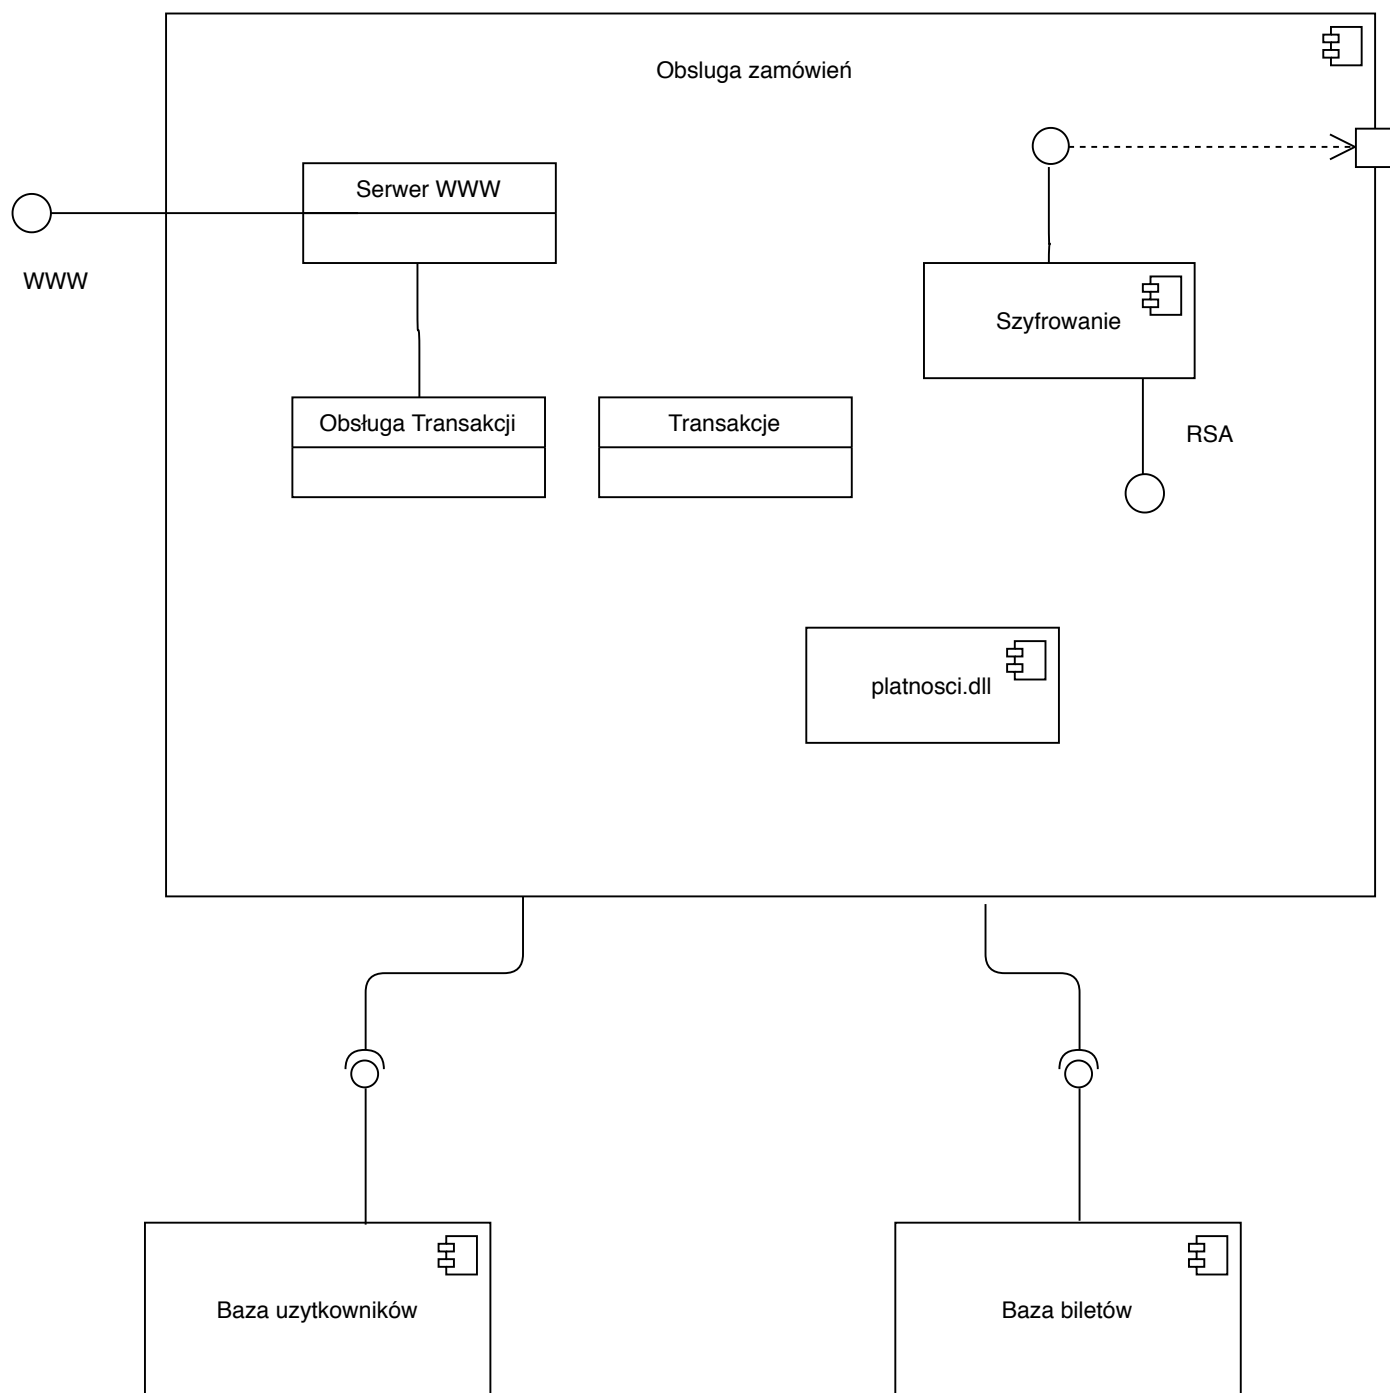 Obsluga zamówień
Serwer WWW
WWW
Szyfrowanie
Obsługa Transakcji
Transakcje
RSA
platnosci.dll
Baza uzytkowników
Baza biletów